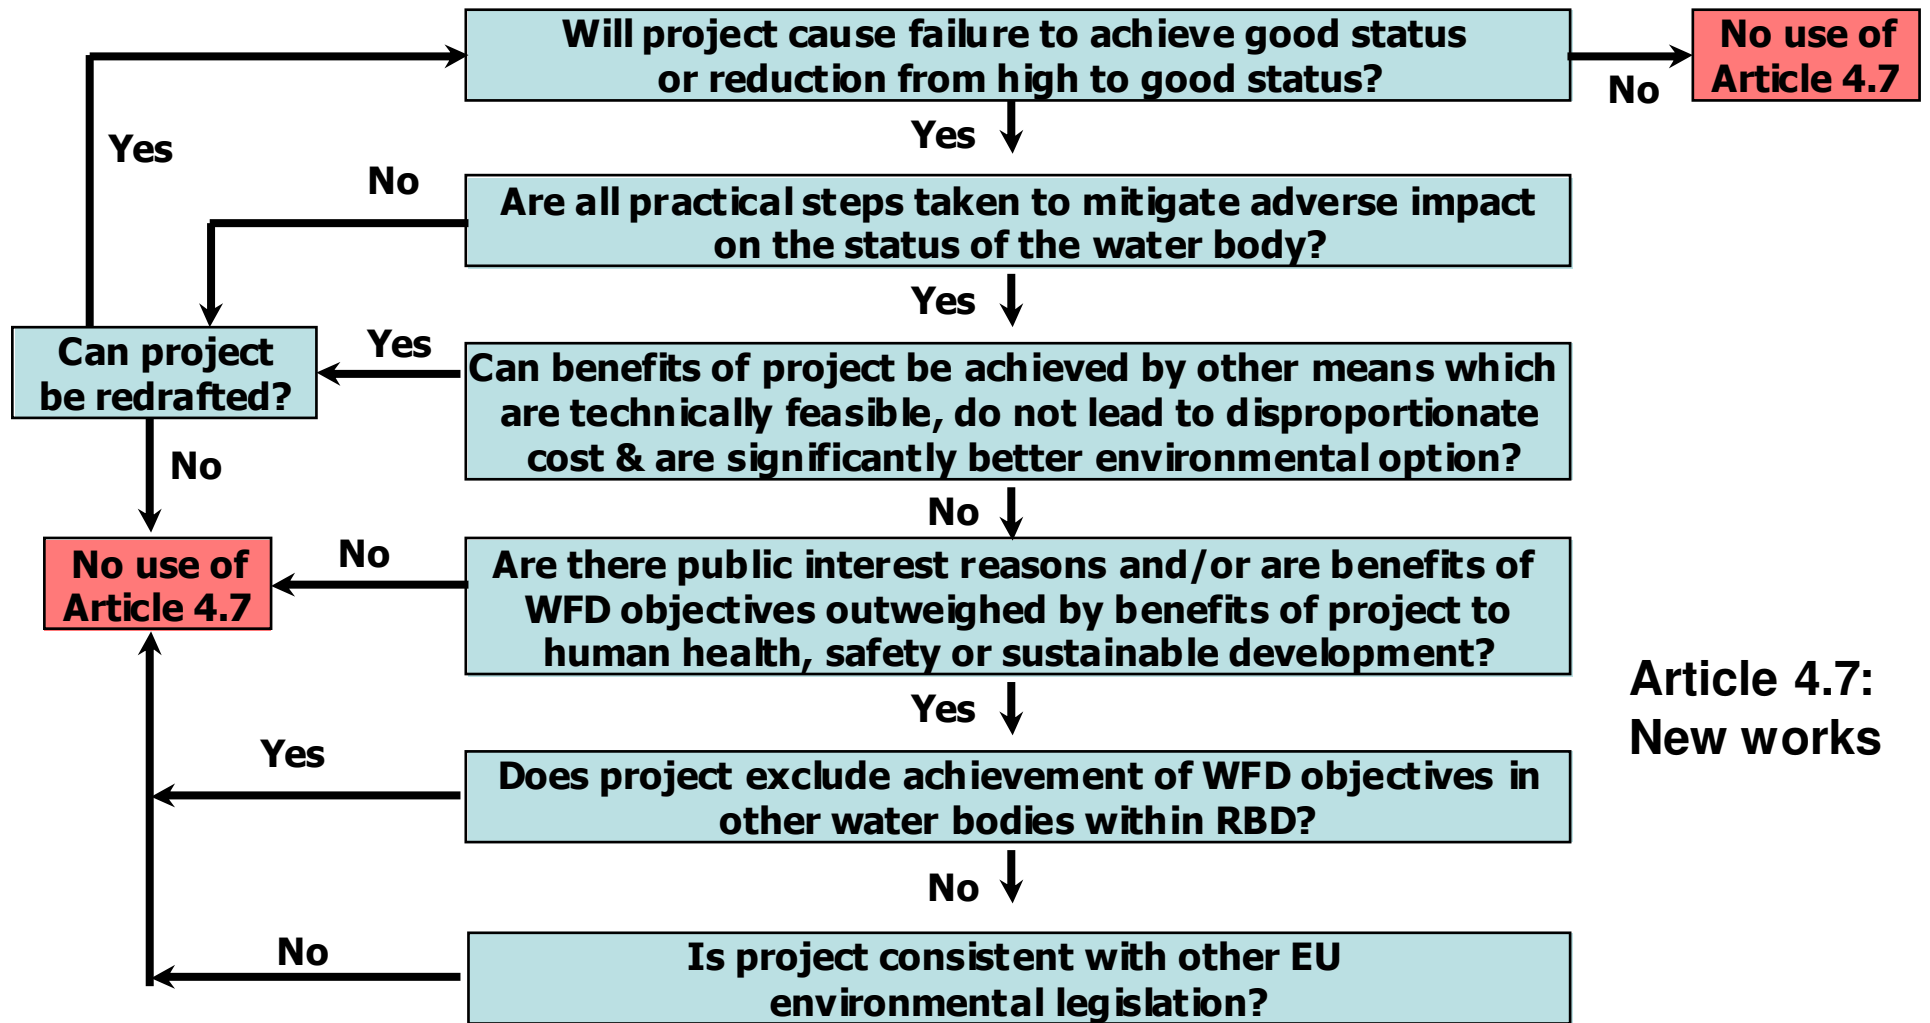 Will project cause failure to achieve good status
or reduction from high to good status?
No use of
Article 4.7
No
Yes
Yes
No
Are all practical steps taken to mitigate adverse impact
on the status of the water body?
Yes
Can project
be redrafted?
Yes
Can benefits of project be achieved by other means which
are technically feasible, do not lead to disproportionate
cost & are significantly better environmental option?
No
No
No use of
Article 4.7
No
Are there public interest reasons and/or are benefits of
WFD objectives outweighed by benefits of project to
human health, safety or sustainable development?
Article 4.7:
New works
Yes
Yes
Does project exclude achievement of WFD objectives in
other water bodies within RBD?
No
No
Is project consistent with other EU
environmental legislation?